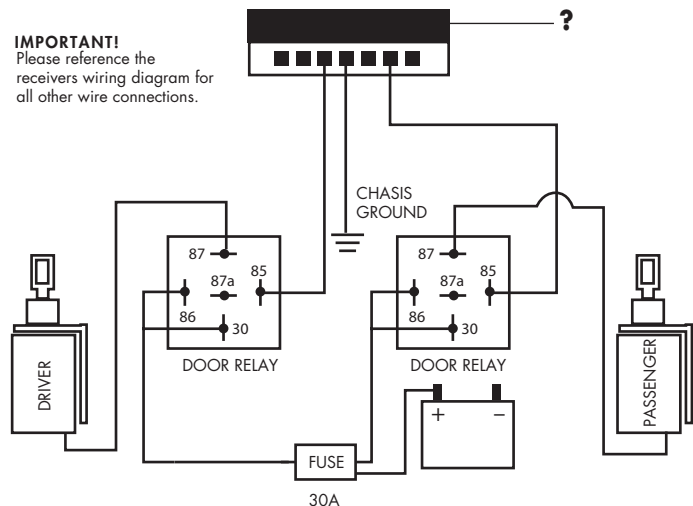 ?
IMPORTANT!
Please reference the
receivers wiring diagram for
all other wire connections.
CHASIS
GROUND
87
87a
85
86
30
DOOR RELAY
87
87a
85
86
30
DOOR RELAY
DRIVER
PASSENGER
+ −
FUSE
30A